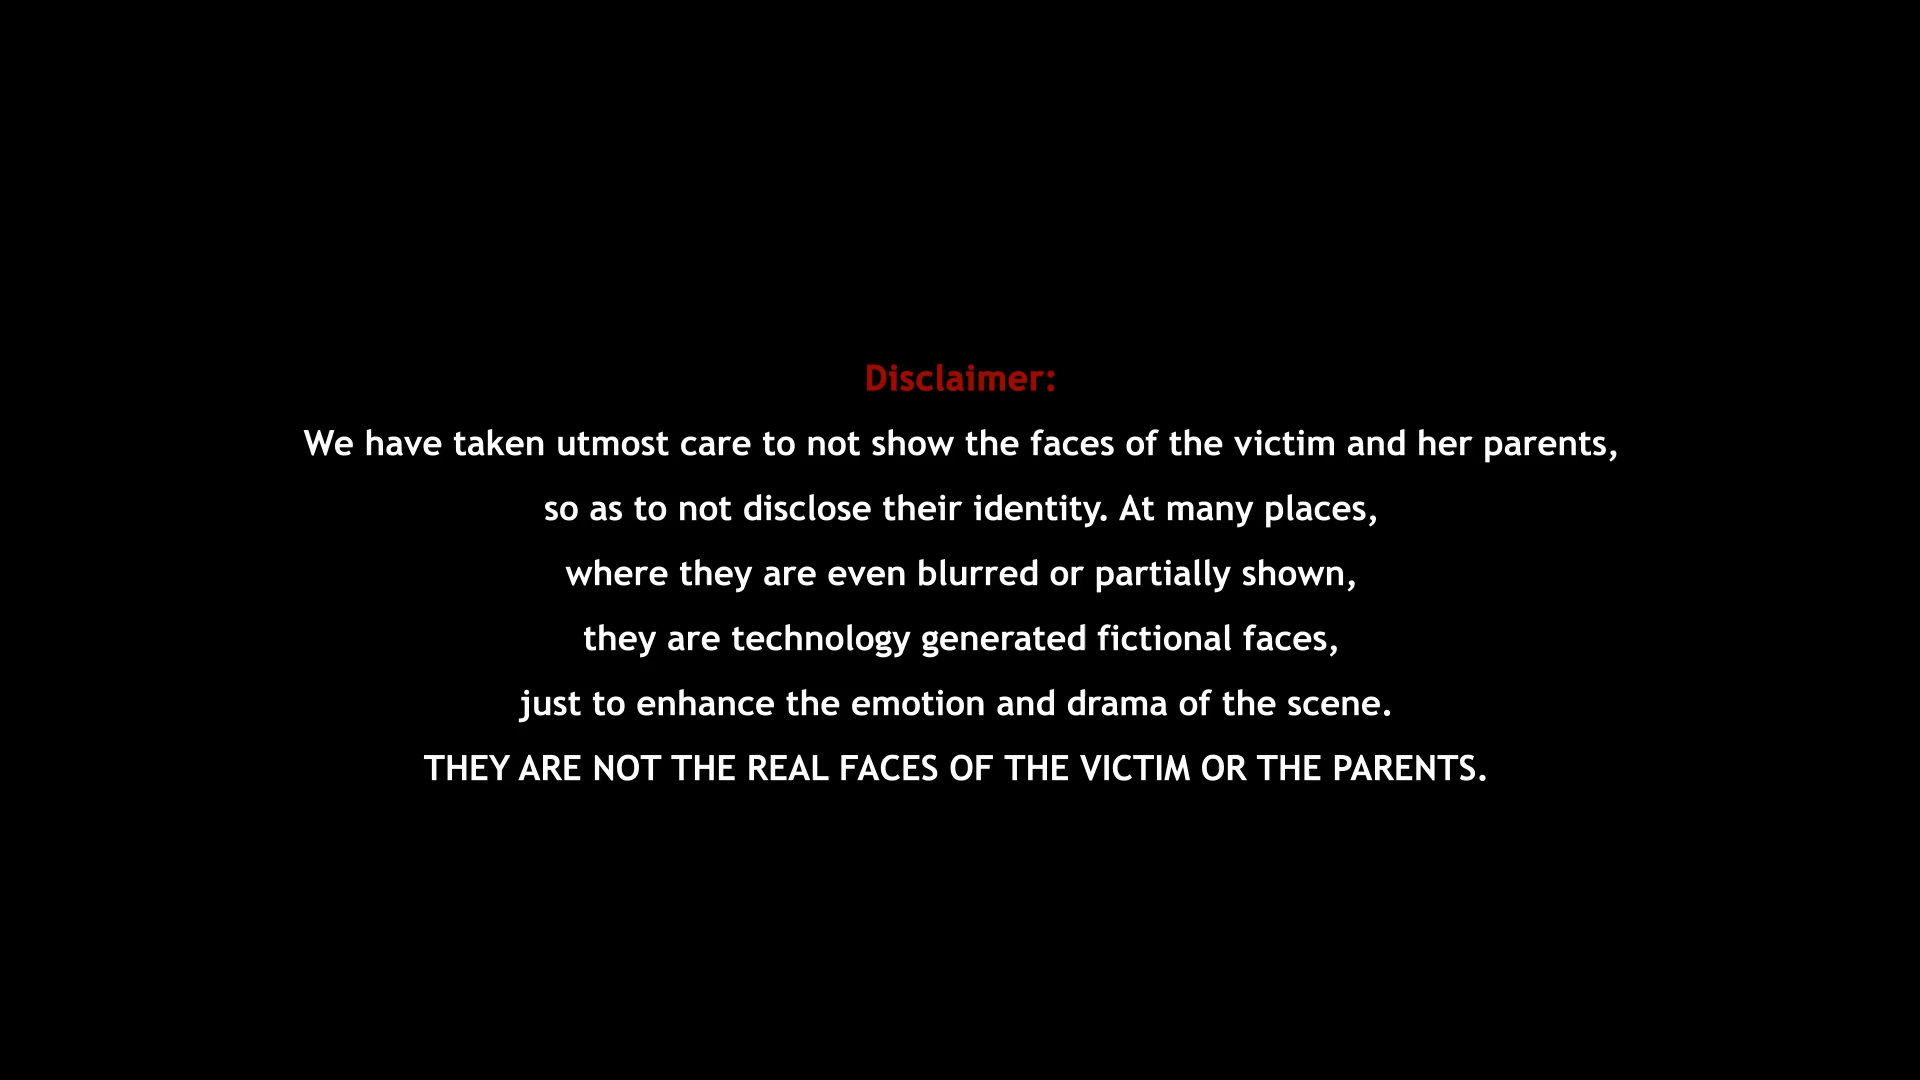 Disclaimer:
We have taken utmost care to not show the faces of the victim and her parents,
so as to not disclose their identity. At many places,
where they are even blurred or partially shown,
they are technology generated fictional faces,
just to enhance the emotion and drama of the scene.
THEY ARE NOT THE REAL FACES OF THE VICTIM OR THE PARENTS.